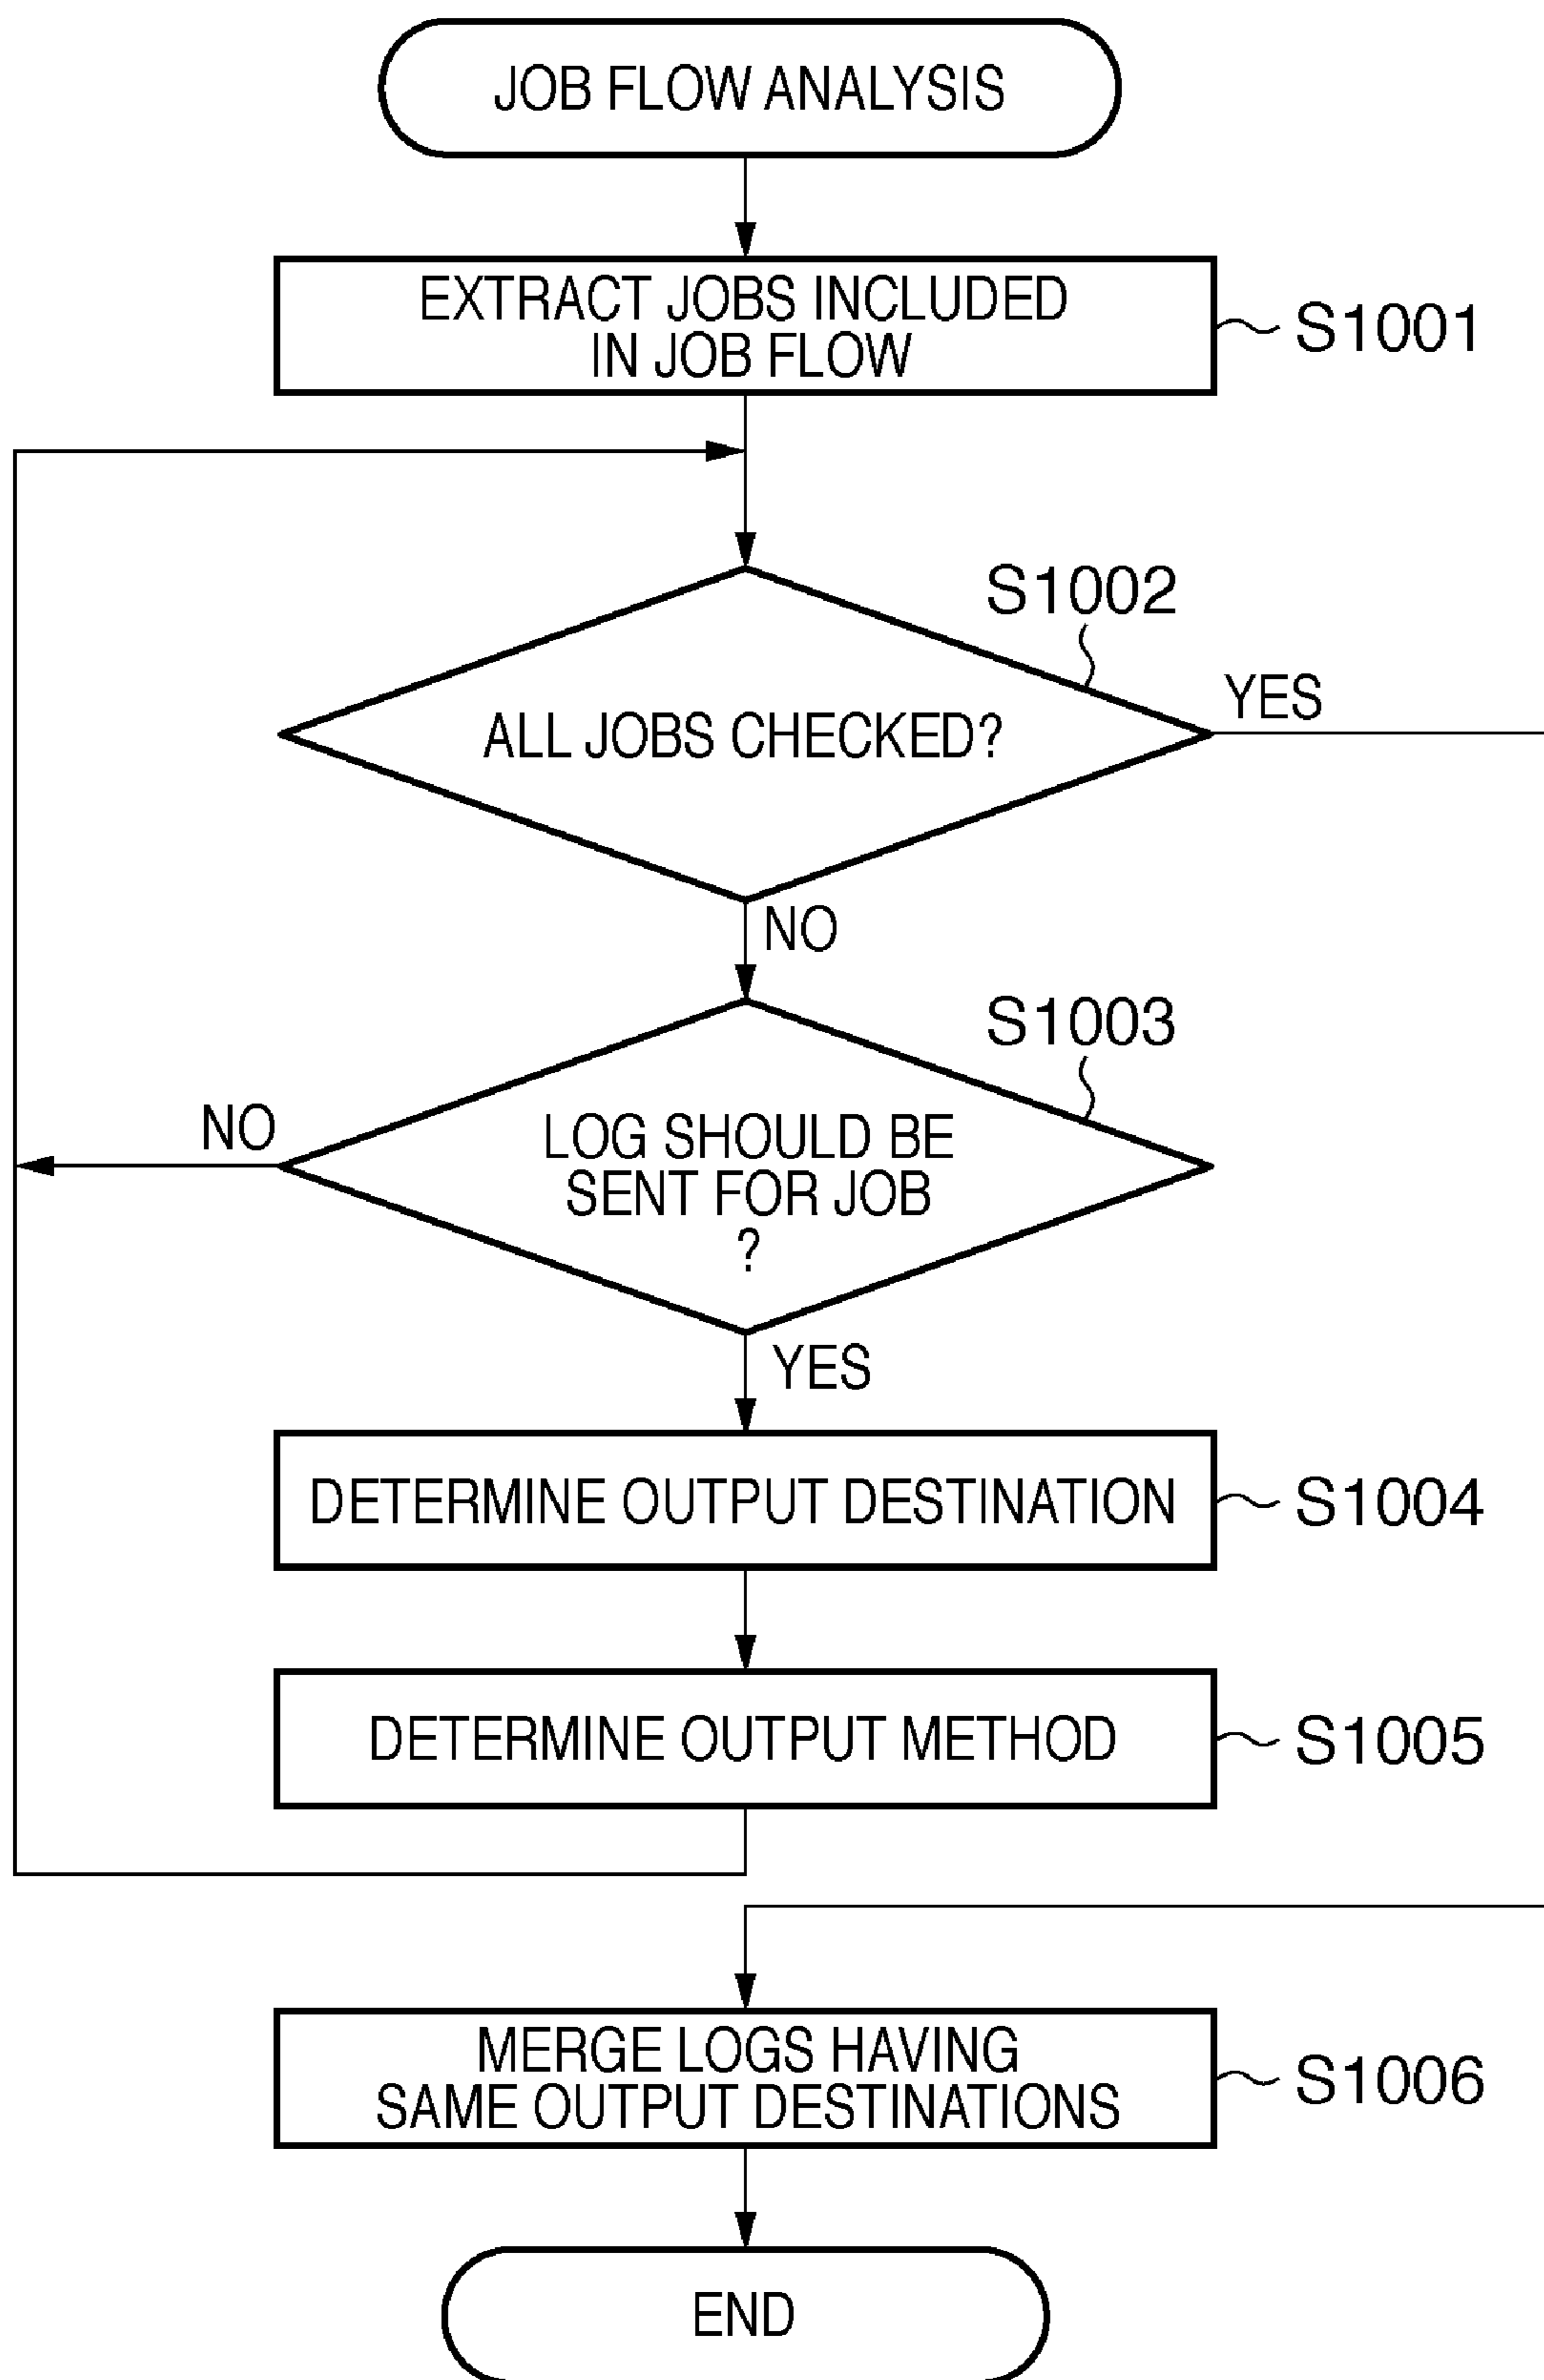 JOB FLOW ANALYSIS
EXTRACT JOBS INCLUDED
IN JOB FLOW
S1001
S1002
ALL JOBS CHECKED?
YES
NO
S1003
LOG SHOULD BE
SENT FOR JOB
?
NO
YES
DETERMINE OUTPUT DESTINATION
S1004
DETERMINE OUTPUT METHOD
S1005
MERGE LOGS HAVING
SAME OUTPUT DESTINATIONS
S1006
END